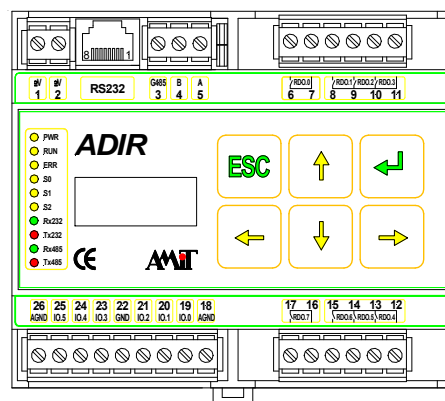 8 1
⏚V ⏚V RS232 G485 B A /RDO.0 /RDO.1 /RDO.2 /RDO.3
1 2 3 4 5 6 7 8 9 10 11
PWR
RUN
ERR
S0
S1
S2
Rx232
Tx232
Rx485
Tx485
ADIR
CE AMiT
ESC
26 25 24 23 22 21 20 19 18 17 16 15 14 13 12
AGND IO.5 IO.4 IO.3 GND IO.2 IO.1 IO.0 AGND RDO.7 RDO.6 RDO.5 RDO.4